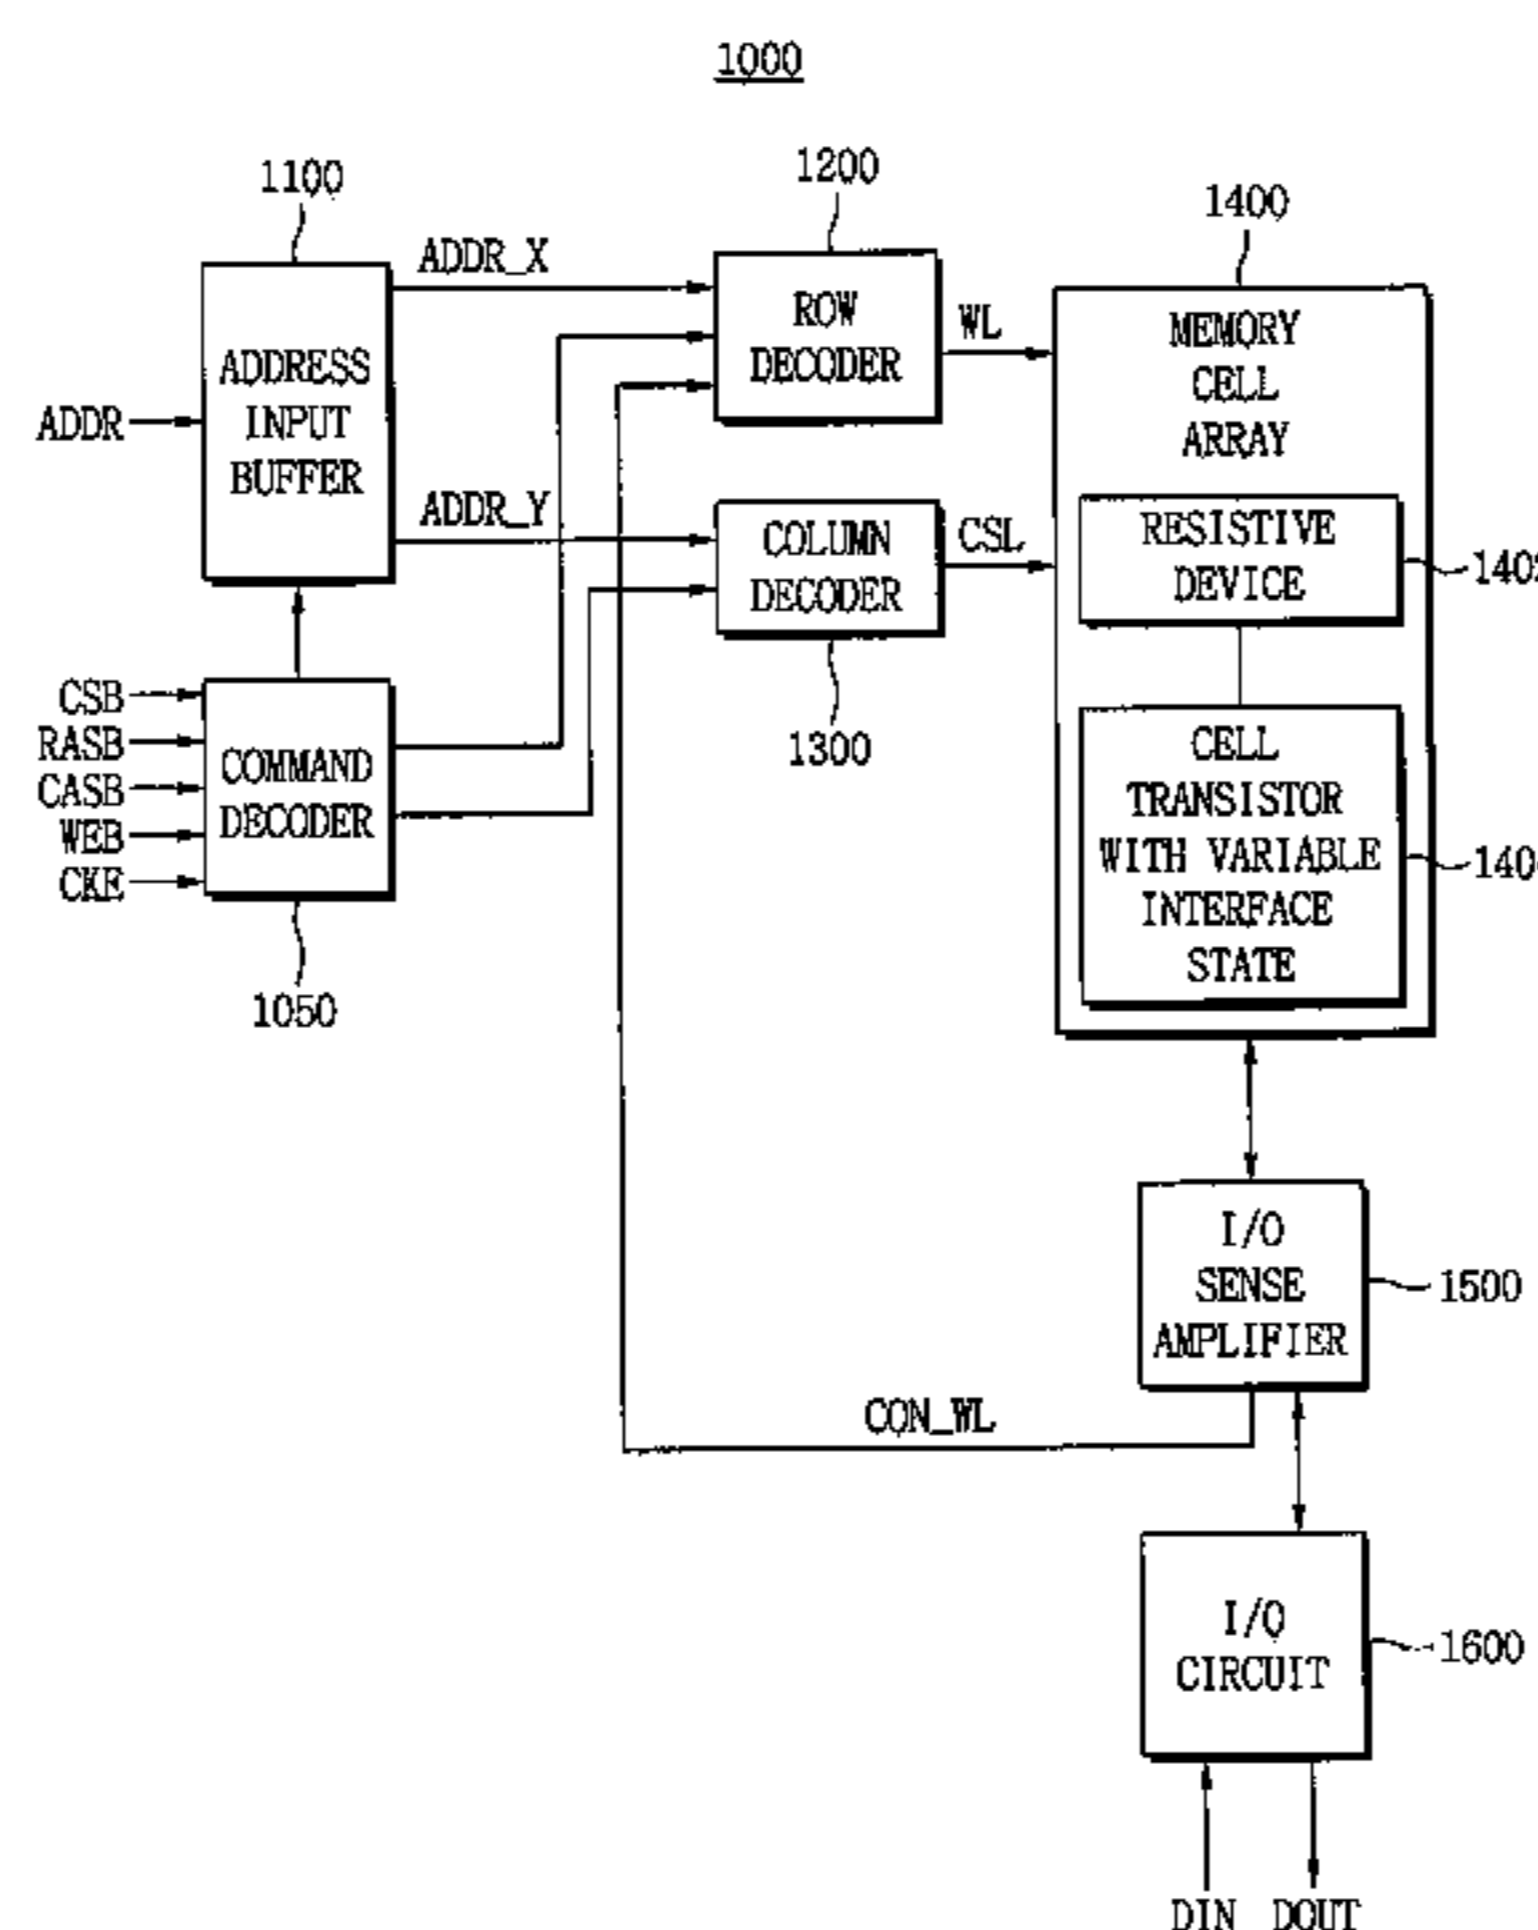 1000
1100
1200
1400
ADDR_X
ADDR
ADDRESS
INPUT
BUFFER
ROW
DECODER
WL
MEMORY
CELL
ARRAY
ADDR_Y
COLUMN
DECODER
CSL
RESISTIVE
DEVICE
1300
CSB
RASB
CASB
WEB
CKE
COMMAND
DECODER
1050
CELL
TRANSISTOR
WITH VARIABLE
INTERFACE
STATE
I/O
SENSE
AMPLIFIER
1500
CON_WL
I/O
CIRCUIT
1600
DIN
DOUT